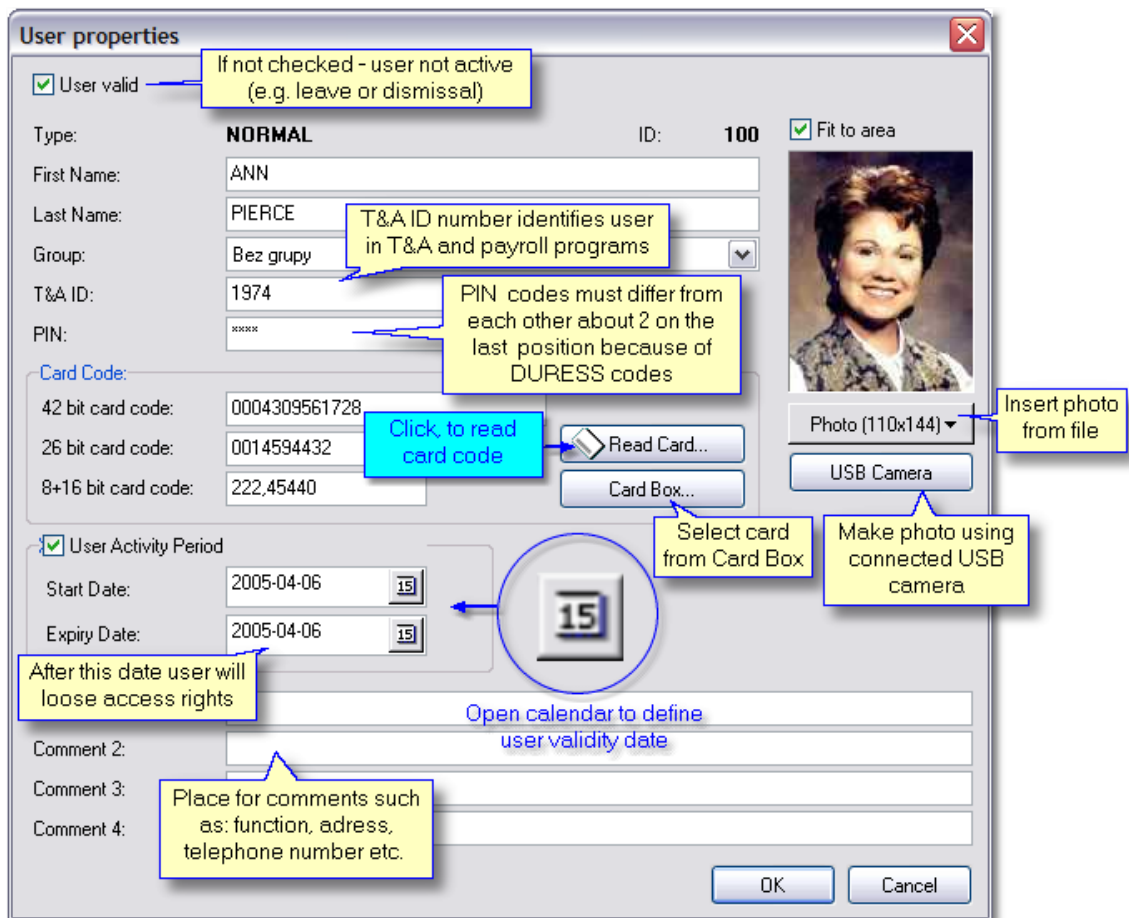 User properties
If not checked - user not active
(e.g. leave or dismissal)
User valid
Type: NORMAL ID: 100
Fit to area
First Name: ANN
Last Name: PIERCE
T&A ID number identifies user
in T&A and payroll programs
Group: Bez grupy
T&A ID: 1974
PIN codes must differ from
each other about 2 on the
last position because of
DURESS codes
PIN: ****
Card Code:
42 bit card code: 0004309561728
26 bit card code: 0014594432
8+16 bit card code: 222,45440
Click, to read
card code
Read Card...
Card Box...
Photo (110x144)
Insert photo
from file
USB Camera
Select card
from Card Box
Make photo using
connected USB
camera
User Activity Period
Start Date: 2005-04-06 15
Expiry Date: 2005-04-06 15
15
After this date user will
loose access rights
Open calendar to define
user validity date
Comment 2:
Comment 3:
Comment 4:
Place for comments such
as: function, adress,
telephone number etc.
OK Cancel